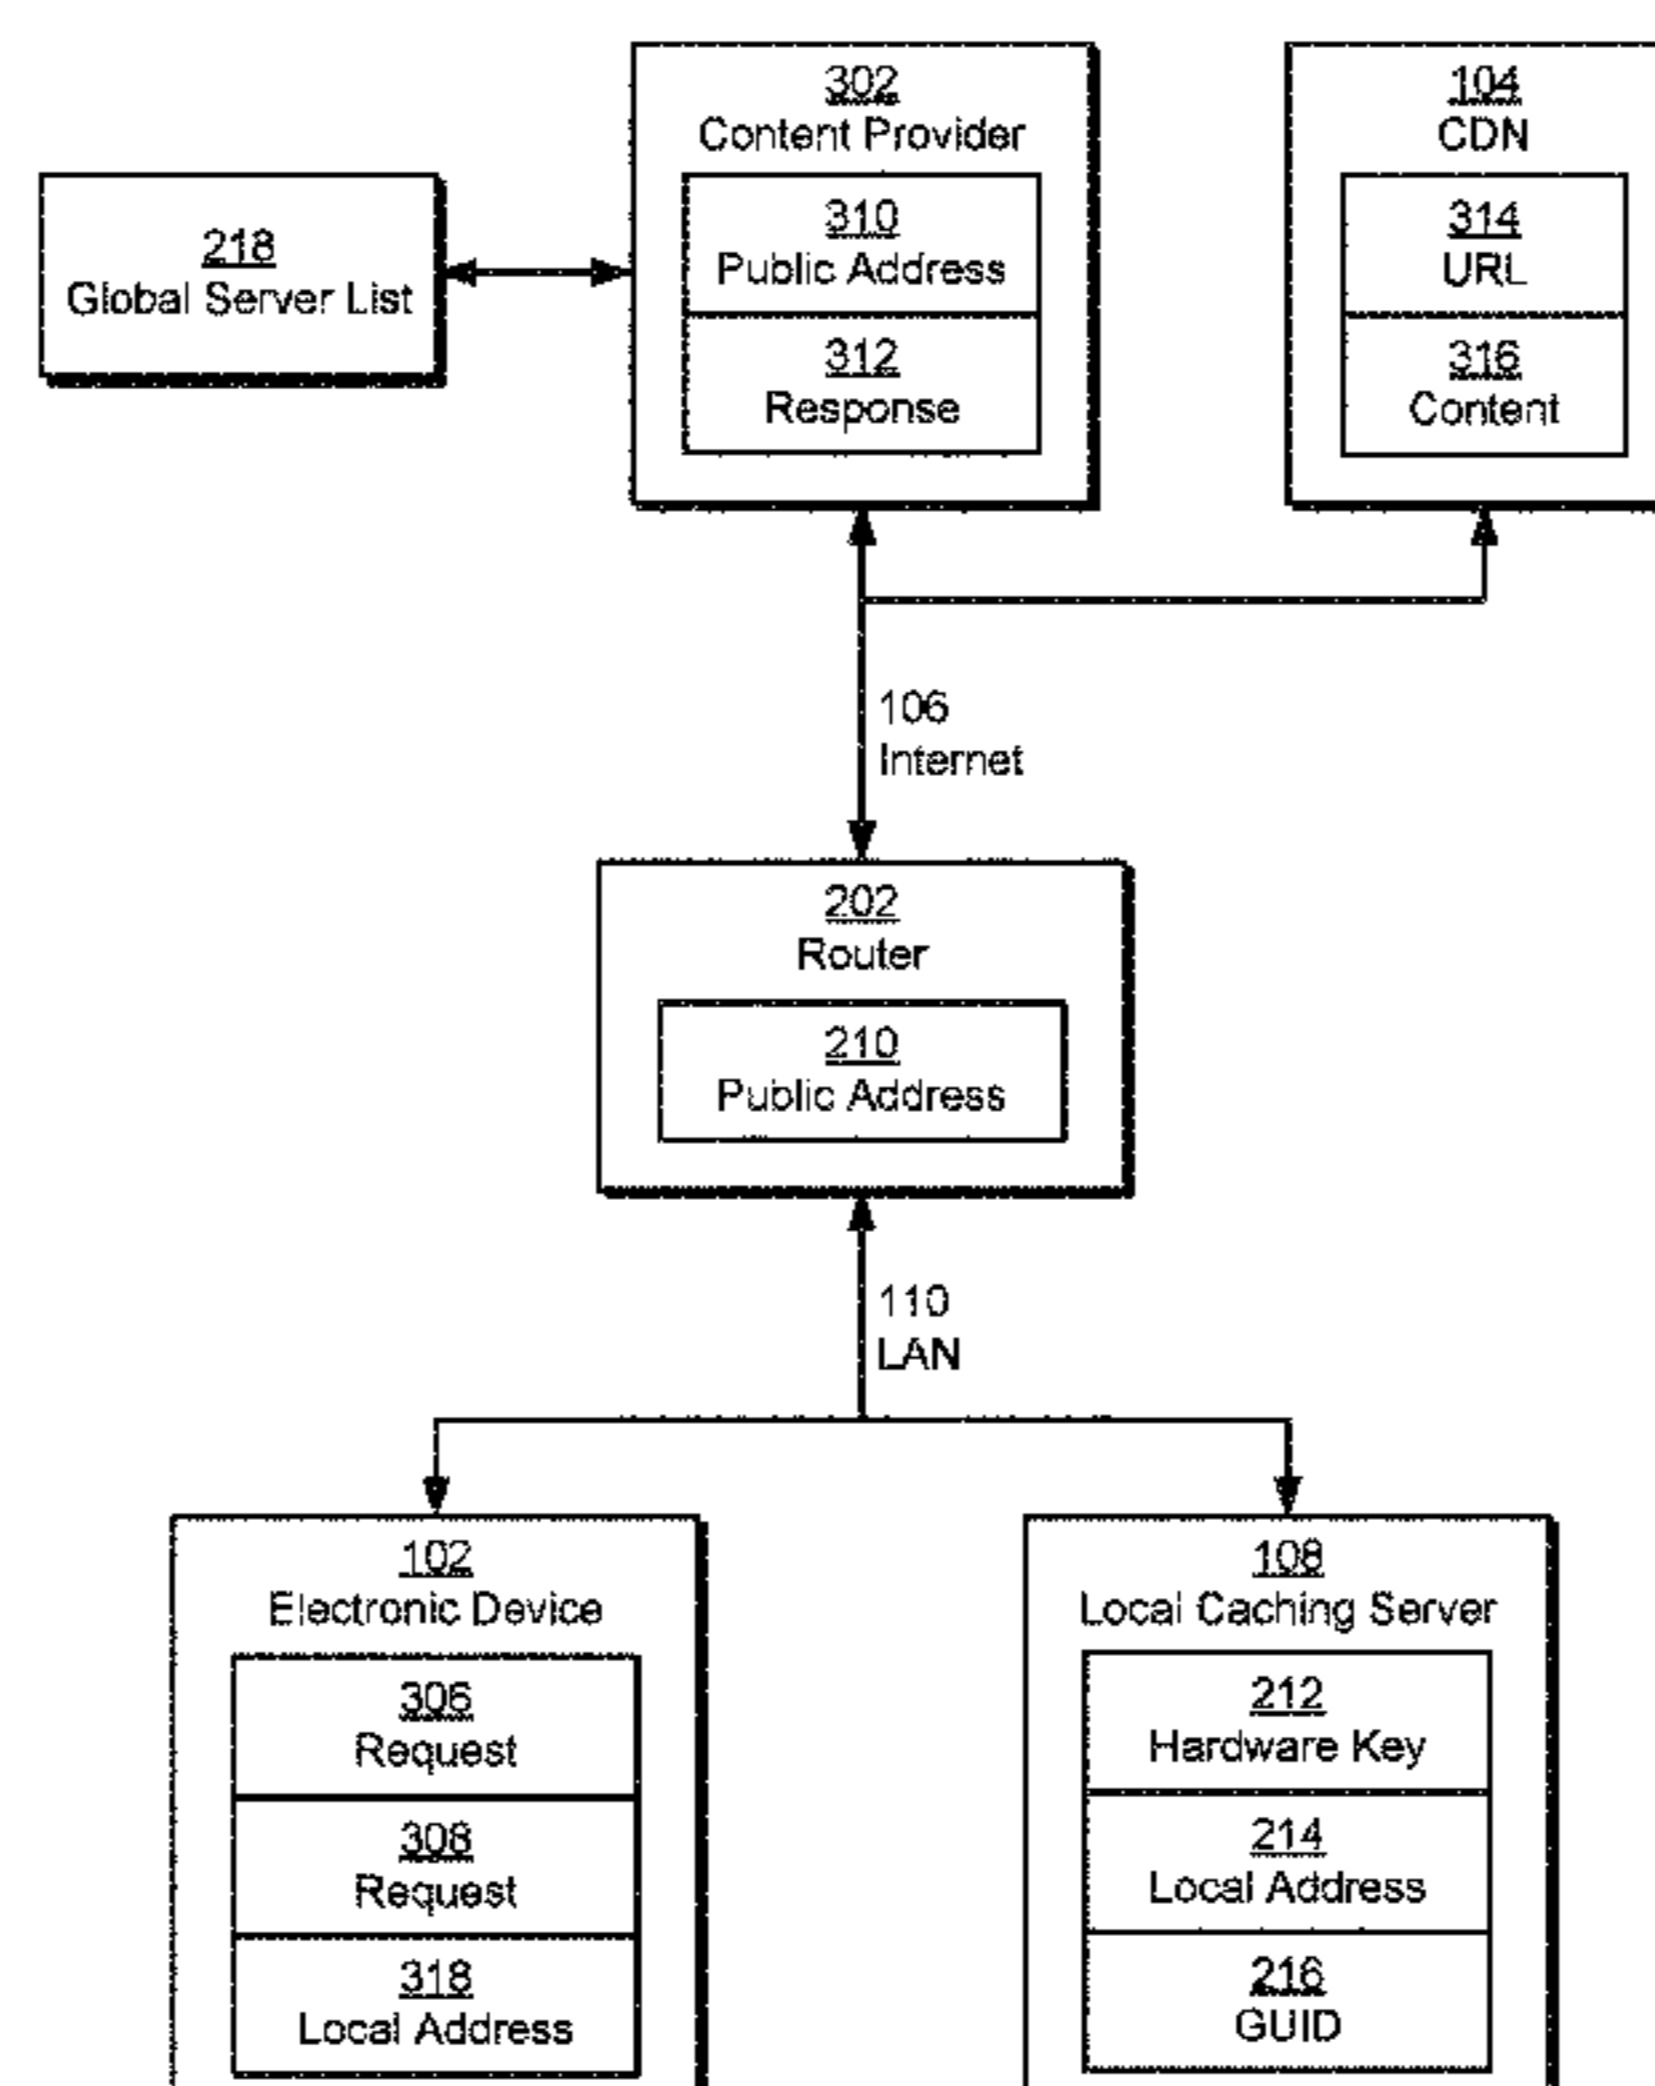 302
Content Provider
310
Public Address
312
Response
104
CDN
314
URL
316
Content
218
Global Server List
106
Internet
202
Router
210
Public Address
110
LAN
102
Electronic Device
306
Request
308
Request
318
Local Address
108
Local Caching Server
212
Hardware Key
214
Local Address
216
GUID